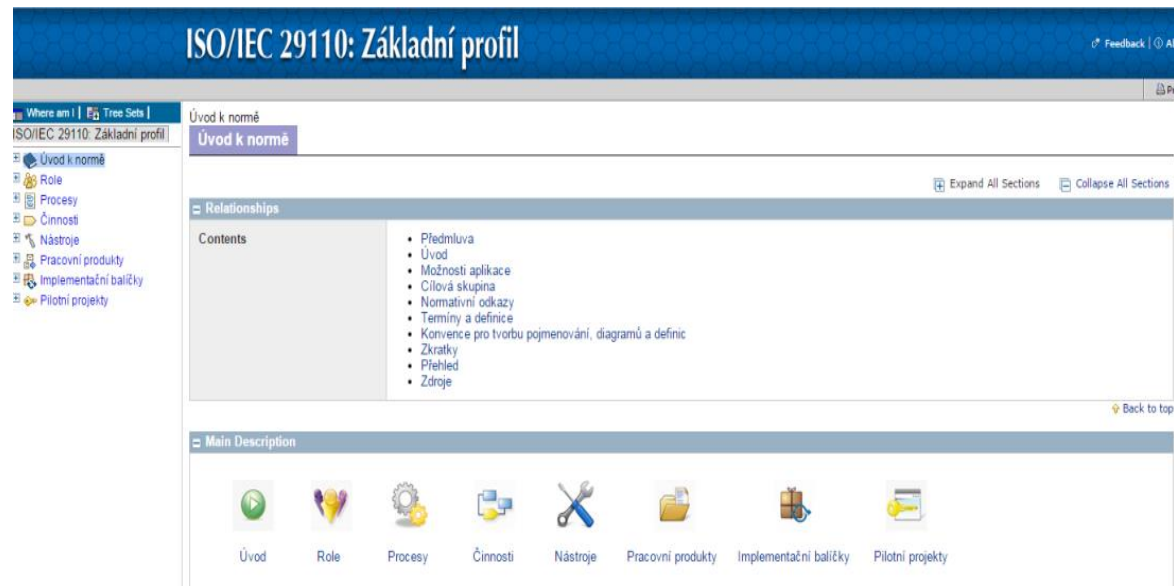 ISO/IEC 29110: Základní profil
Feedback
Where am I
Tree Sets
ISO/IEC 29110: Základní profil
Úvod k normě
Role
Procesy
Činnosti
Nástroje
Pracovní produkty
Implementační balíčky
Pilotní projekty
Úvod k normě
Úvod k normě
Expand All Sections
Collapse All Sections
Relationships
Contents
Předmluva
Úvod
Možnosti aplikace
Cílová skupina
Normativní odkazy
Termíny a definice
Konvence pro tvorbu pojmenování, diagramů a definic
Zkratky
Přehled
Zdroje
Back to top
Main Description
Úvod
Role
Procesy
Činnosti
Nástroje
Pracovní produkty
Implementační balíčky
Pilotní projekty